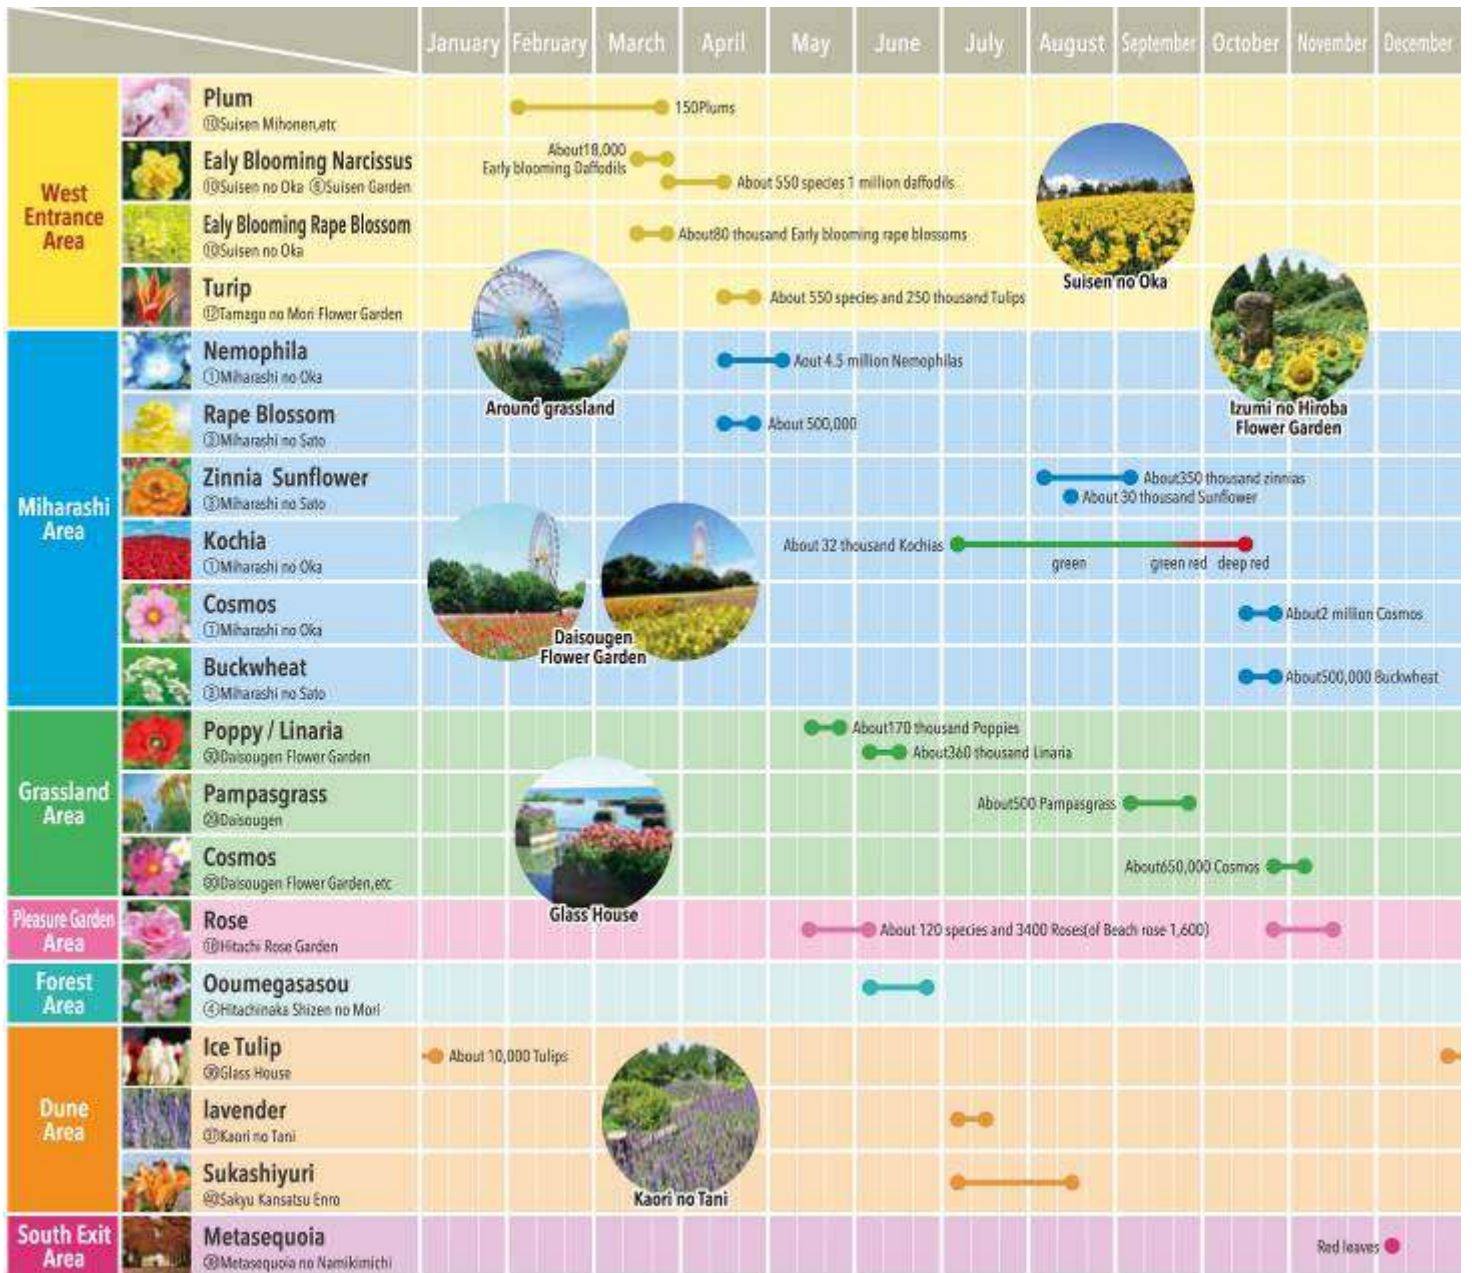 January February March April May June July August September October November December
West
Entrance
Area
Plum
⑩Suisen Mihonen,etc
150Plums
Ealy Blooming Narcissus
⑩Suisen no Oka ⑥Suisen Garden
About18,000
Early blooming Daffodils
About 550 species 1 million daffodils
Ealy Blooming Rape Blossom
⑩Suisen no Oka
About80 thousand Early blooming rape blossoms
Turip
⑫Tamago no Mori Flower Garden
About 550 species and 250 thousand Tulips
Suisen no Oka
Miharashi
Area
Nemophila
①Miharashi no Oka
Aout 4.5 million Nemophilas
Around grassland
Izumi no Hiroba
Flower Garden
Rape Blossom
③Miharashi no Sato
About 500,000
Zinnia Sunflower
③Miharashi no Sato
About350 thousand zinnias
About 30 thousand Sunflower
Kochia
①Miharashi no Oka
About 32 thousand Kochias
green green red deep red
Cosmos
①Miharashi no Oka
About2 million Cosmos
Daisougen
Flower Garden
Buckwheat
③Miharashi no Sato
About500,000 Buckwheat
Grassland
Area
Poppy / Linaria
Daisougen Flower Garden
About170 thousand Poppies
About360 thousand Linaria
Pampasgrass
Daisougen
About500 Pampasgrass
Cosmos
Daisougen Flower Garden,etc
About650,000 Cosmos
Glass House
Pleasure Garden
Area
Rose
⑱Hitachi Rose Garden
About 120 species and 3400 Roses(of Beach rose 1,600)
Forest
Area
Ooumegasasou
④Hitachinaka Shizen no Mori
Dune
Area
Ice Tulip
Glass House
About 10,000 Tulips
lavender
Kaori no Tani
Sukashiyuri
Sakyu Kansatsu Enro
Kaori no Tani
South Exit
Area
Metasequoia
Metasequoia no Namikimichi
Red leaves